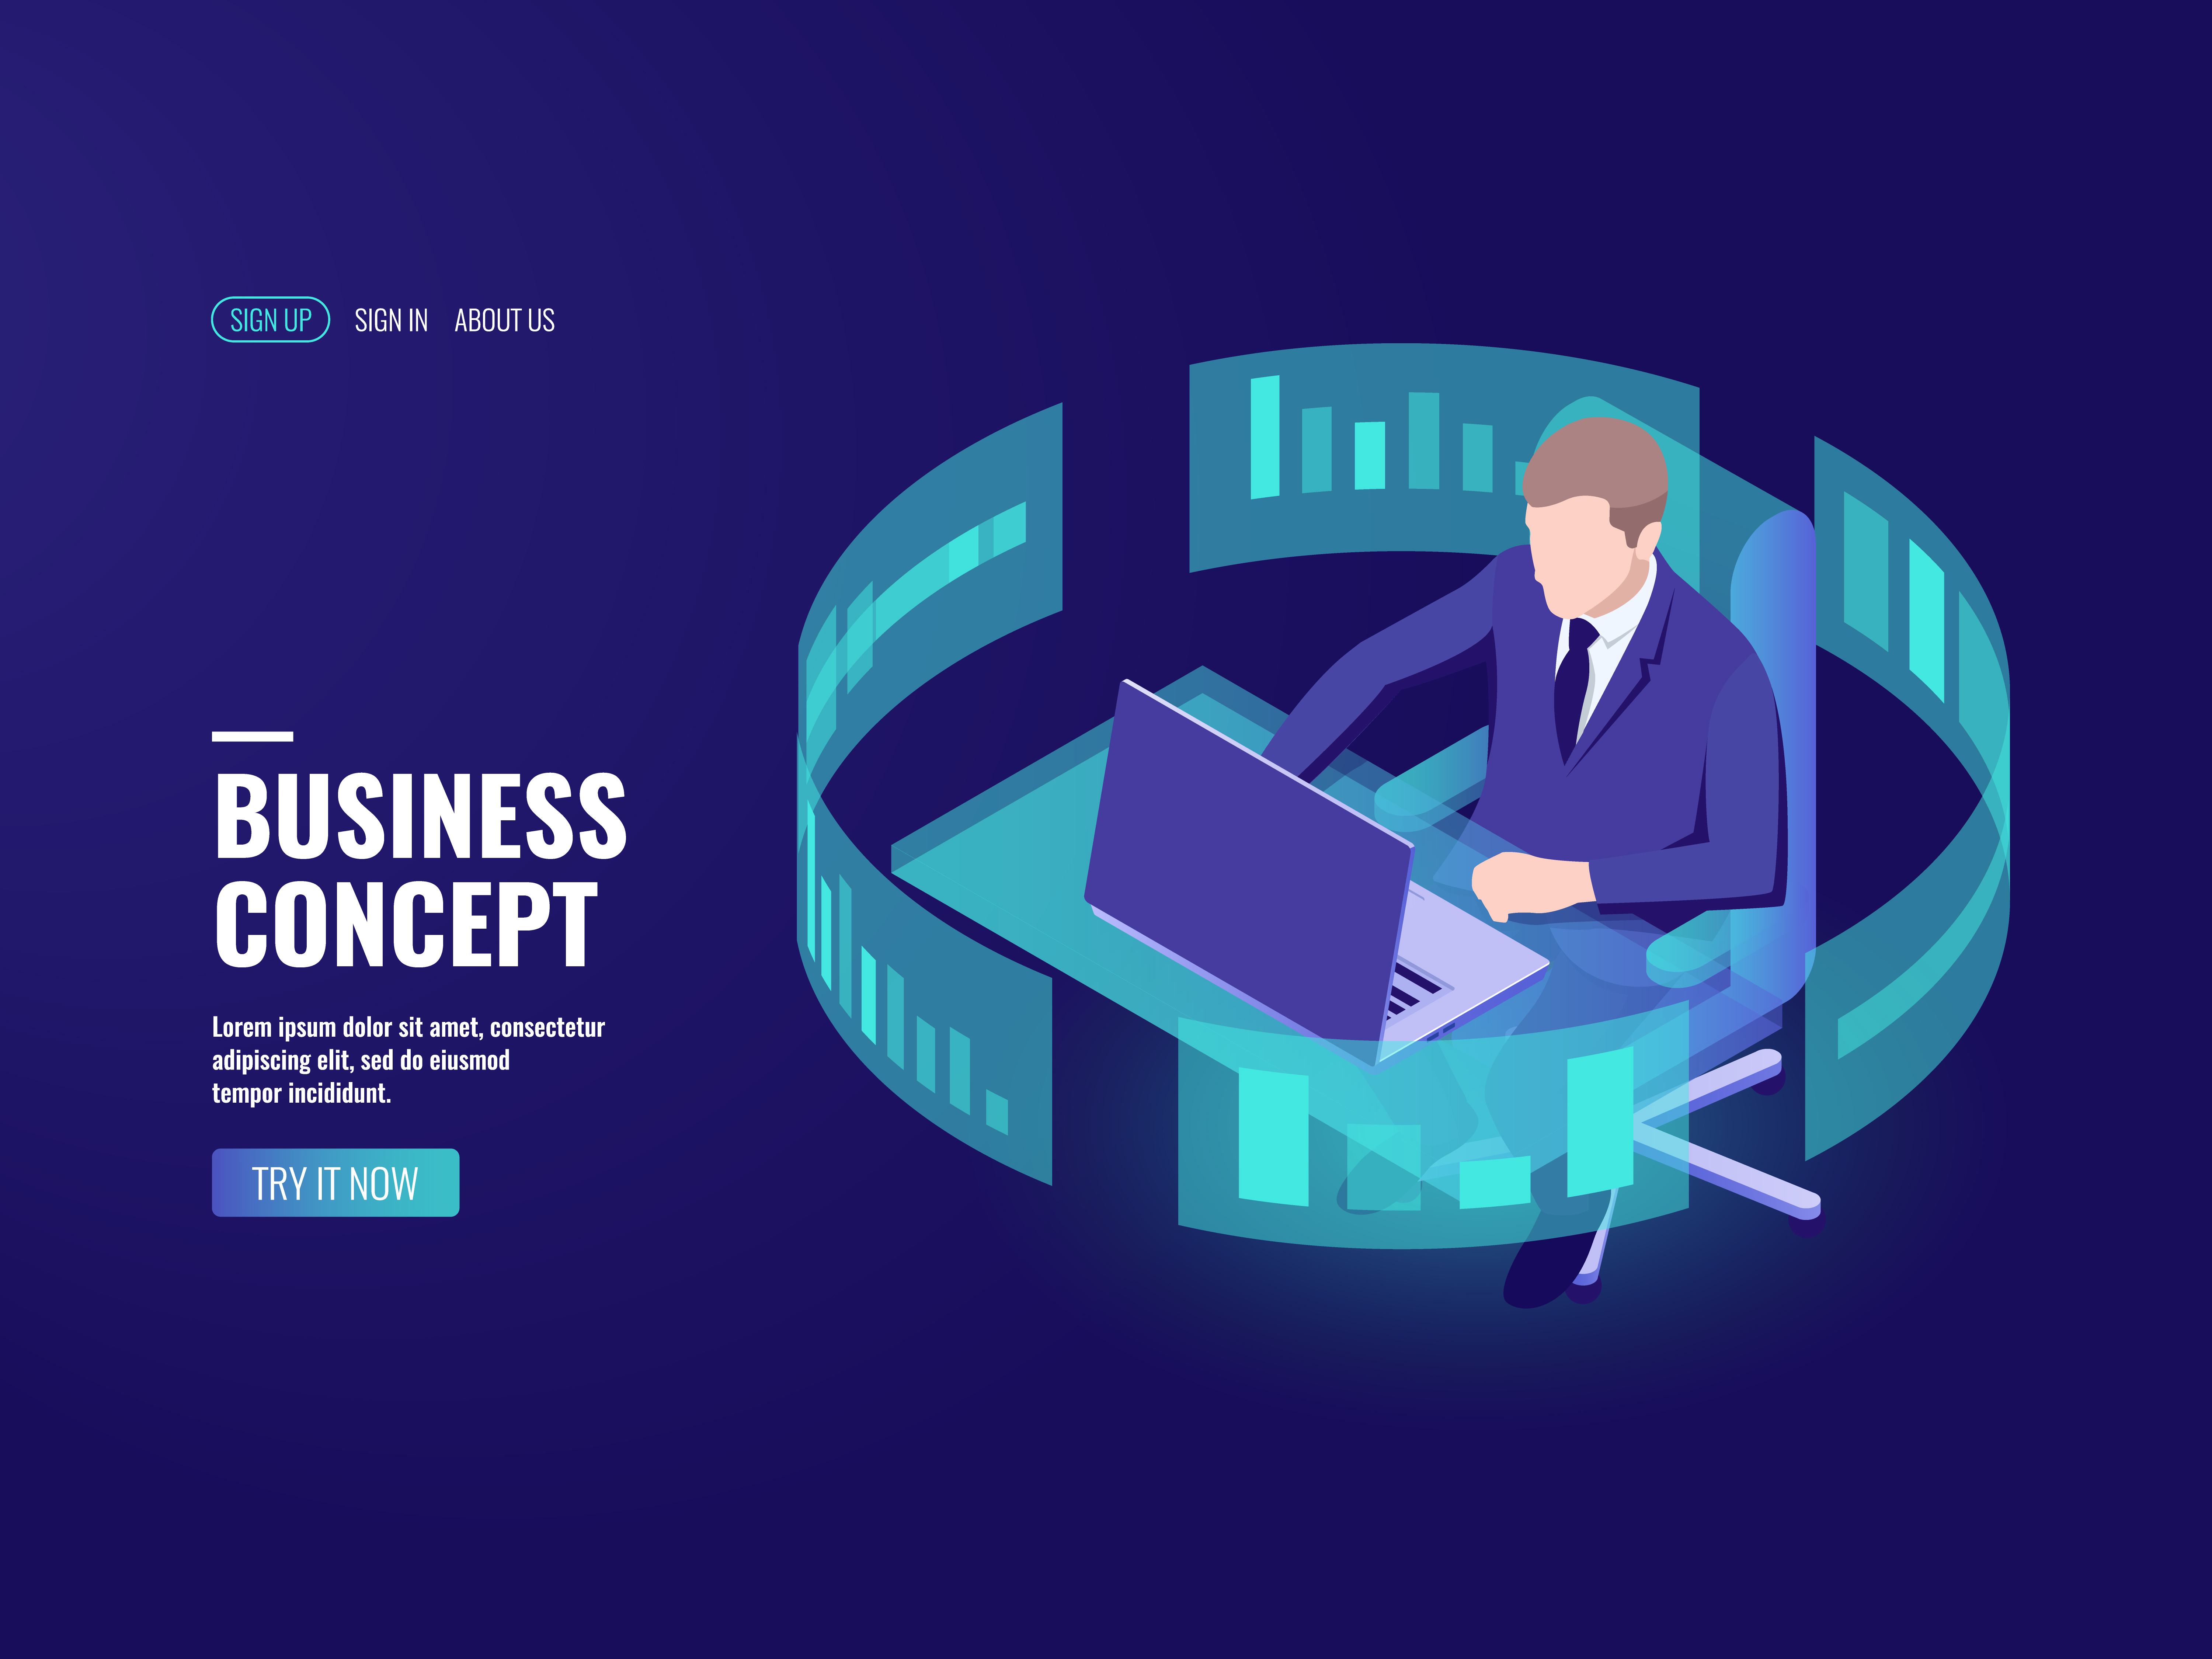 SIGN UP SIGN IN ABOUT US
BUSINESS
CONCEPT
Lorem ipsum dolor sit amet, consectetur
adipiscing elit, sed do eiusmod
tempor incididunt.
TRY IT NOW